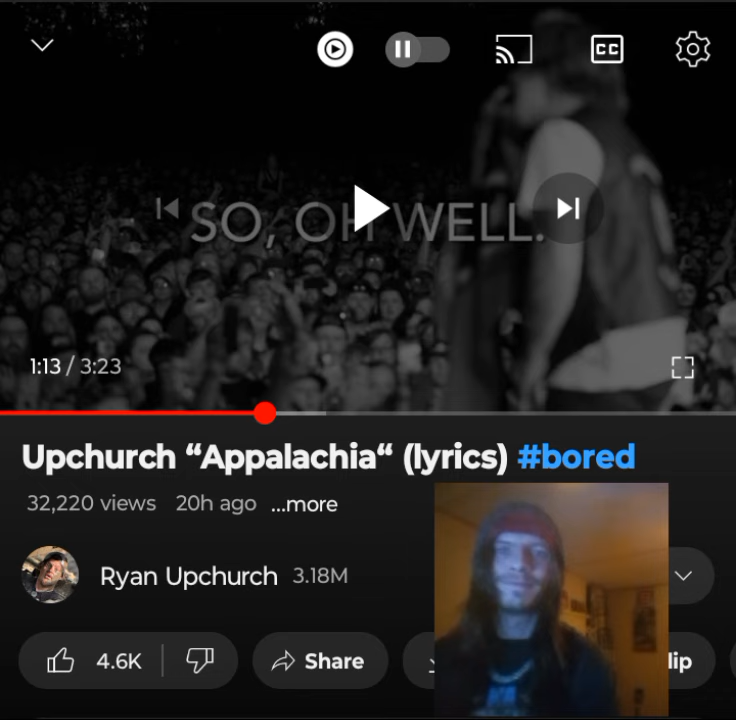 CC
SO, OH WELL.
1:13 / 3:23
Upchurch “Appalachia“ (lyrics) #bored
32,220 views 20h ago ...more
Ryan Upchurch 3.18M
4.6K Share lip